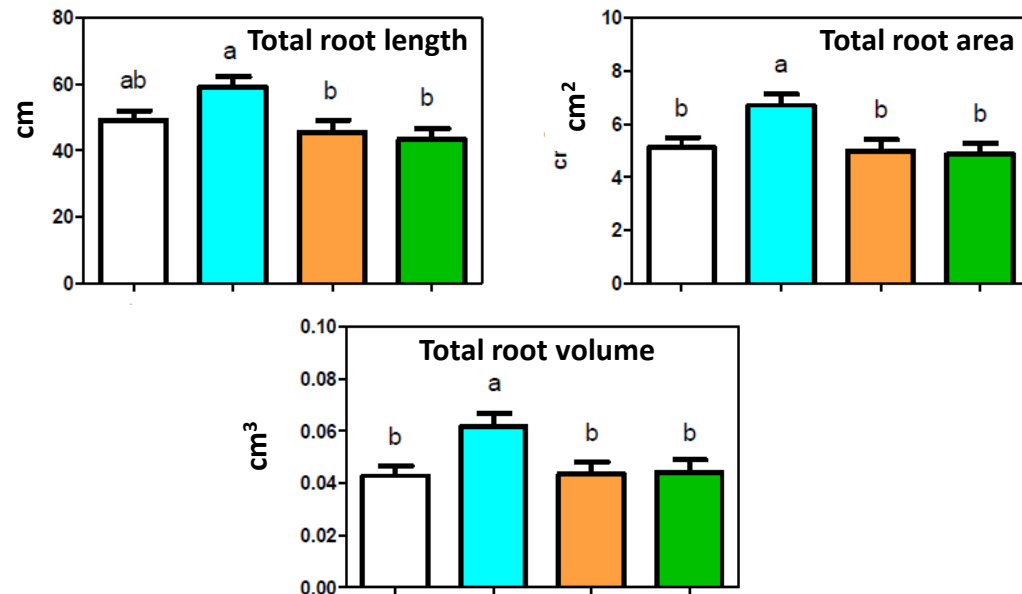 Total root length
cm
80
60
40
20
0
ab
a
b
b
Total root area
cm²
cr
10
8
6
4
2
0
b
a
b
b
Total root volume
cm³
0.10
0.08
0.06
0.04
0.02
0.00
b
a
b
b